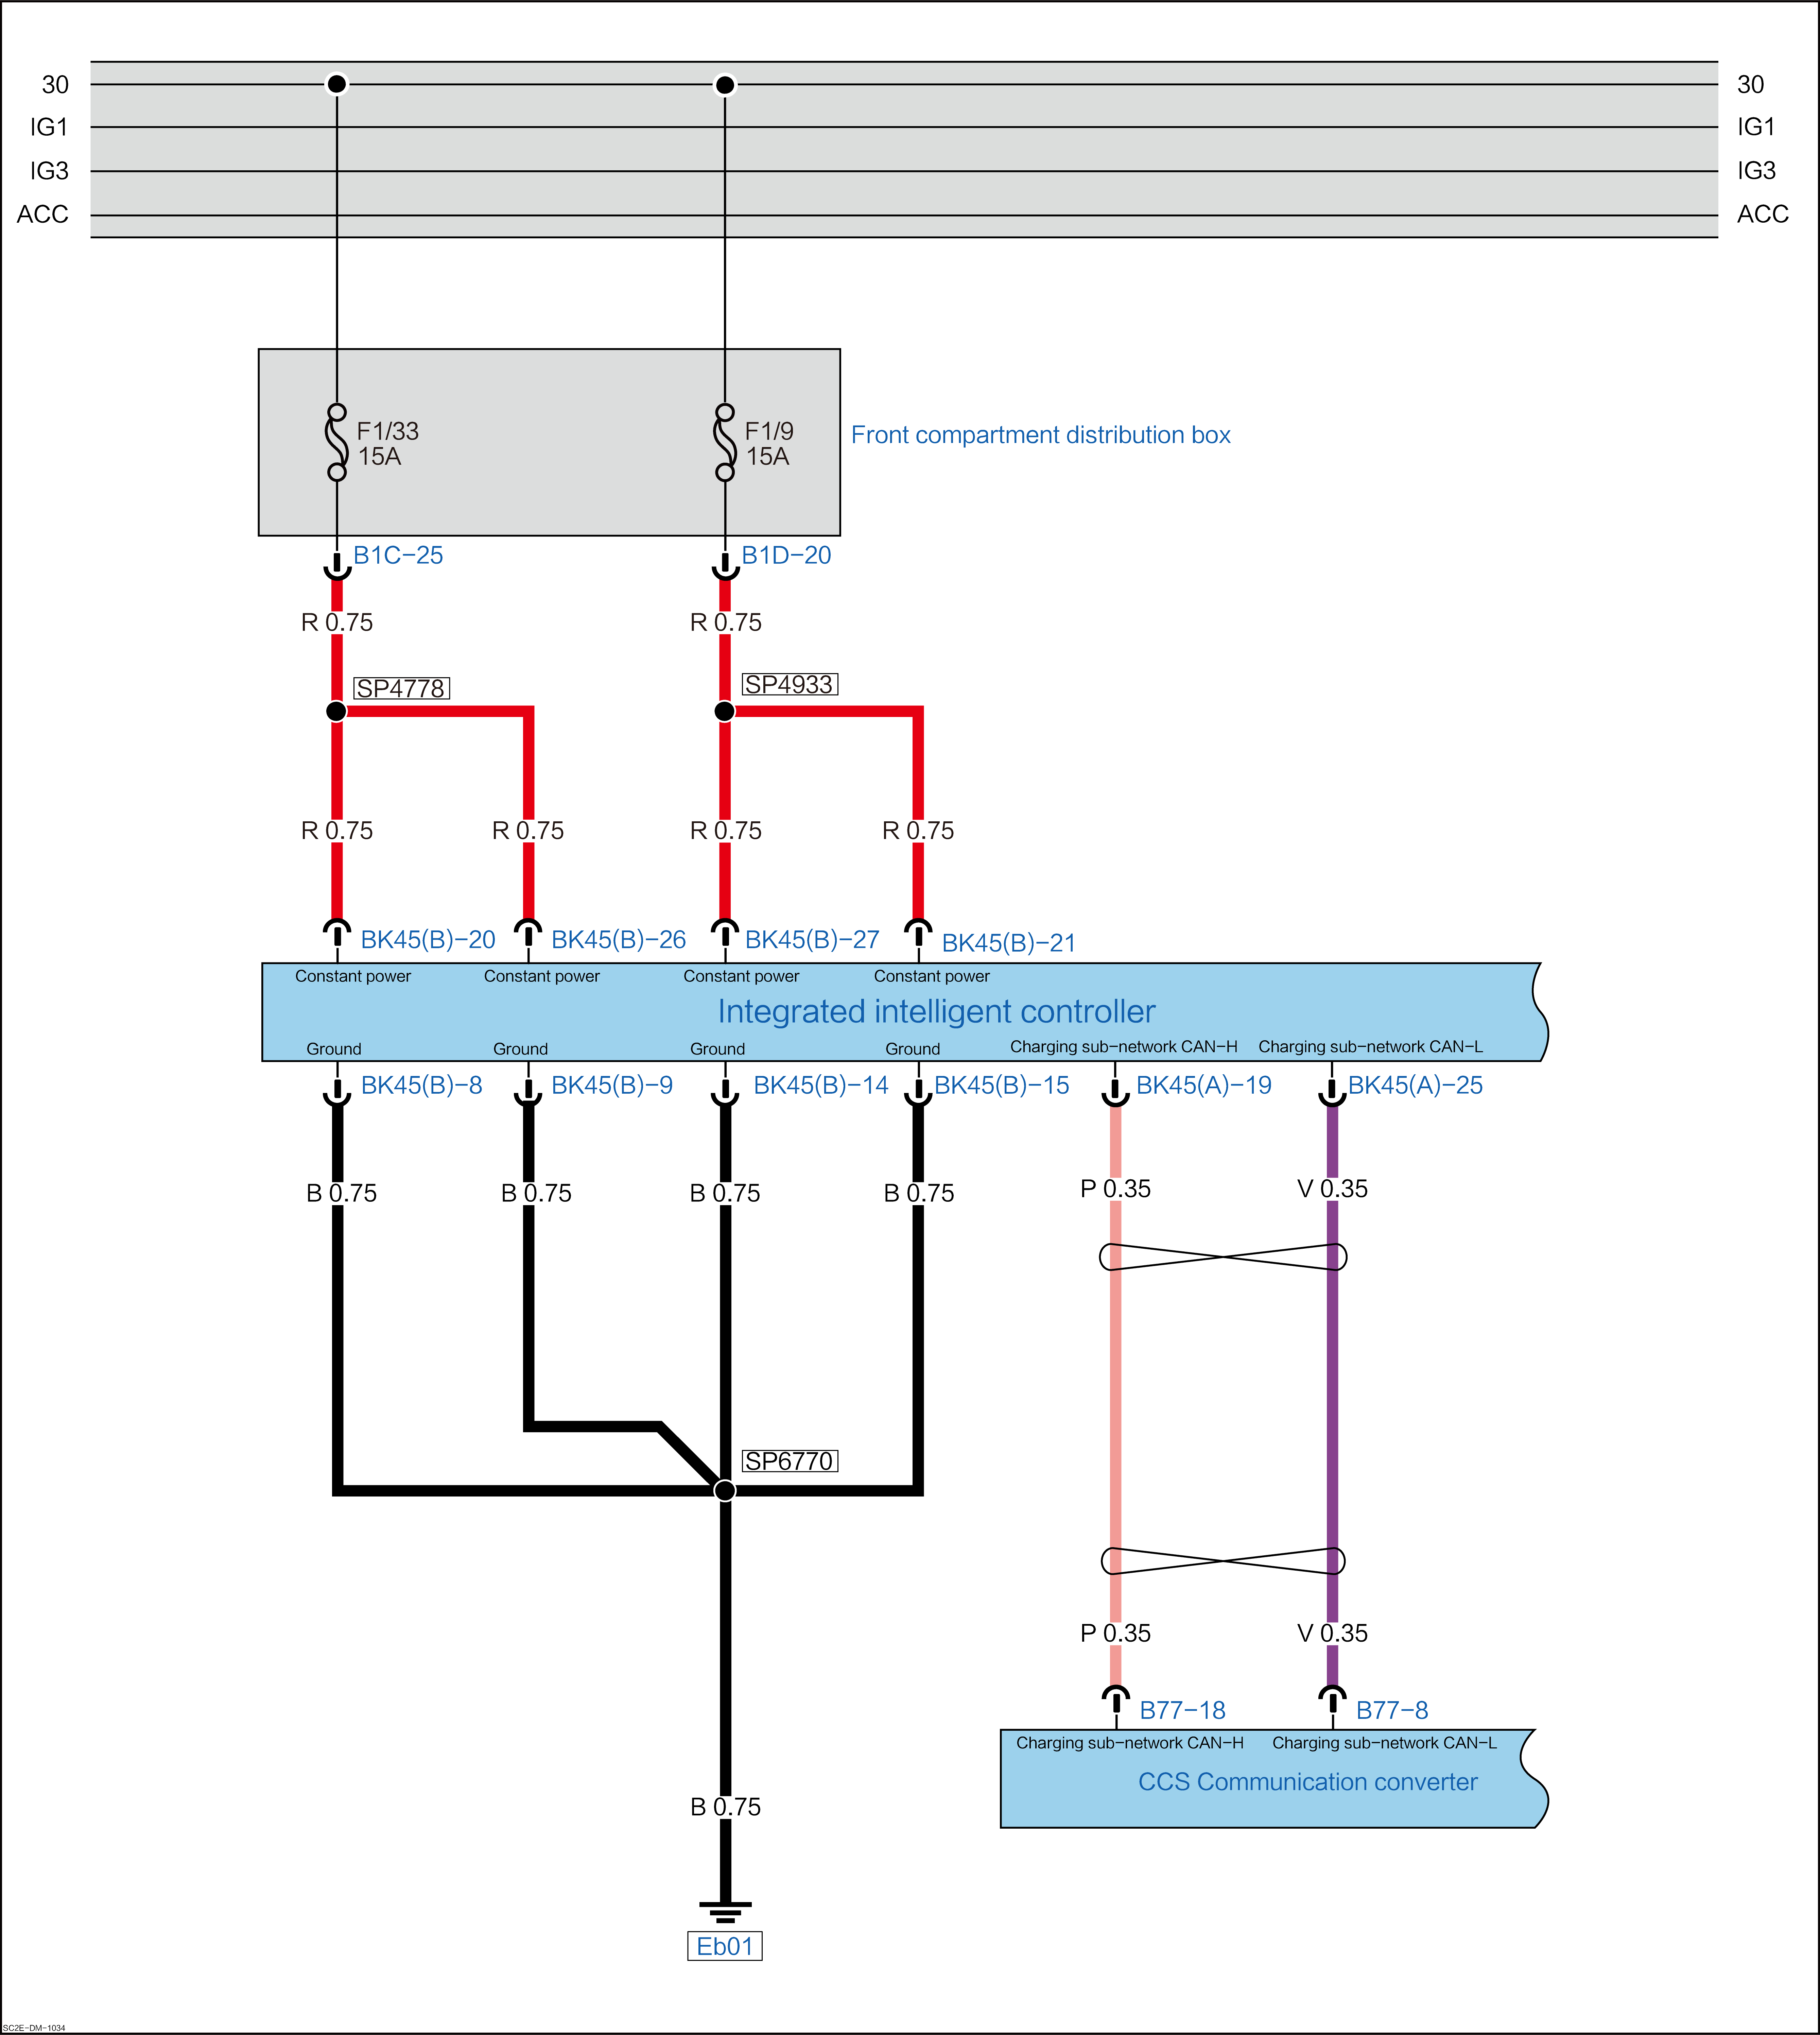 30 30
IG1 IG1
IG3 IG3
ACC ACC
F1/33
15A
F1/9
15A
Front compartment distribution box
B1C-25 B1D-20
R 0.75 R 0.75
SP4778 SP4933
R 0.75 R 0.75 R 0.75 R 0.75
BK45(B)-20 BK45(B)-26 BK45(B)-27 BK45(B)-21
Constant power Constant power Constant power Constant power
Integrated intelligent controller
Ground Ground Ground Ground Charging sub-network CAN-H Charging sub-network CAN-L
BK45(B)-8 BK45(B)-9 BK45(B)-14 BK45(B)-15 BK45(A)-19 BK45(A)-25
B 0.75 B 0.75 B 0.75 B 0.75 P 0.35 V 0.35
SP6770
P 0.35 V 0.35
B77-18 B77-8
Charging sub-network CAN-H Charging sub-network CAN-L
CCS Communication converter
B 0.75
Eb01
SC2E-DM-1034